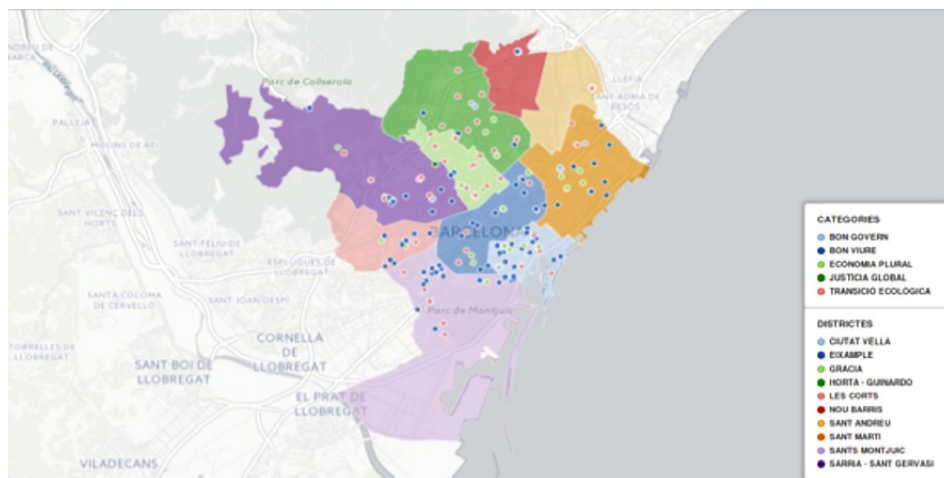 Parc de Collserola
LLEFIÀ
SANT ADRIÀ DE
BESÒS
PALLEJÀ
MOLINS DE REI
SANT VICENÇ DELS
HORTS
SANT FELIU DE
LLOBREGAT
ESPLUGUES DE
LLOBREGAT
BARCELONA
SANTA COLOMA
DE CERVELLÓ
SANT JOAN DESPÍ
Parc de Montjuïc
CORNELLÀ
DE
LLOBREGAT
TORRELLES DE
LLOBREGAT
SANT BOI DE
LLOBREGAT
EL PRAT DE
LLOBREGAT
VILADECANS
CATEGORIES
BON GOVERN
BON VIURE
ECONOMIA PLURAL
JUSTICIA GLOBAL
TRANSICIÓ ECOLOGICA
DISTRICTES
CIUTAT VELLA
EIXAMPLE
GRACIA
HORTA - GUINARDO
LES CORTS
NOU BARRIS
SANT ANDREU
SANT MARTI
SANTS MONTJUIC
SARRIA - SANT GERVASI